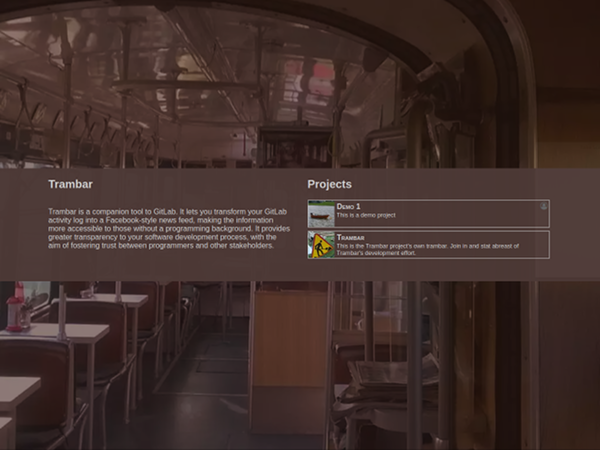 Trambar
Trambar is a companion tool to GitLab. It lets you transform your GitLab
activity log into a Facebook-style news feed, making the information
more accessible to those without a programming background. It provides
greater transparency to your software development process, with the
aim of fostering trust between programmers and other stakeholders.
Projects
Demo 1
This is a demo project
Trambar
This is the Trambar project's own trambar. Join in and stat abreast of
Trambar's development effort.